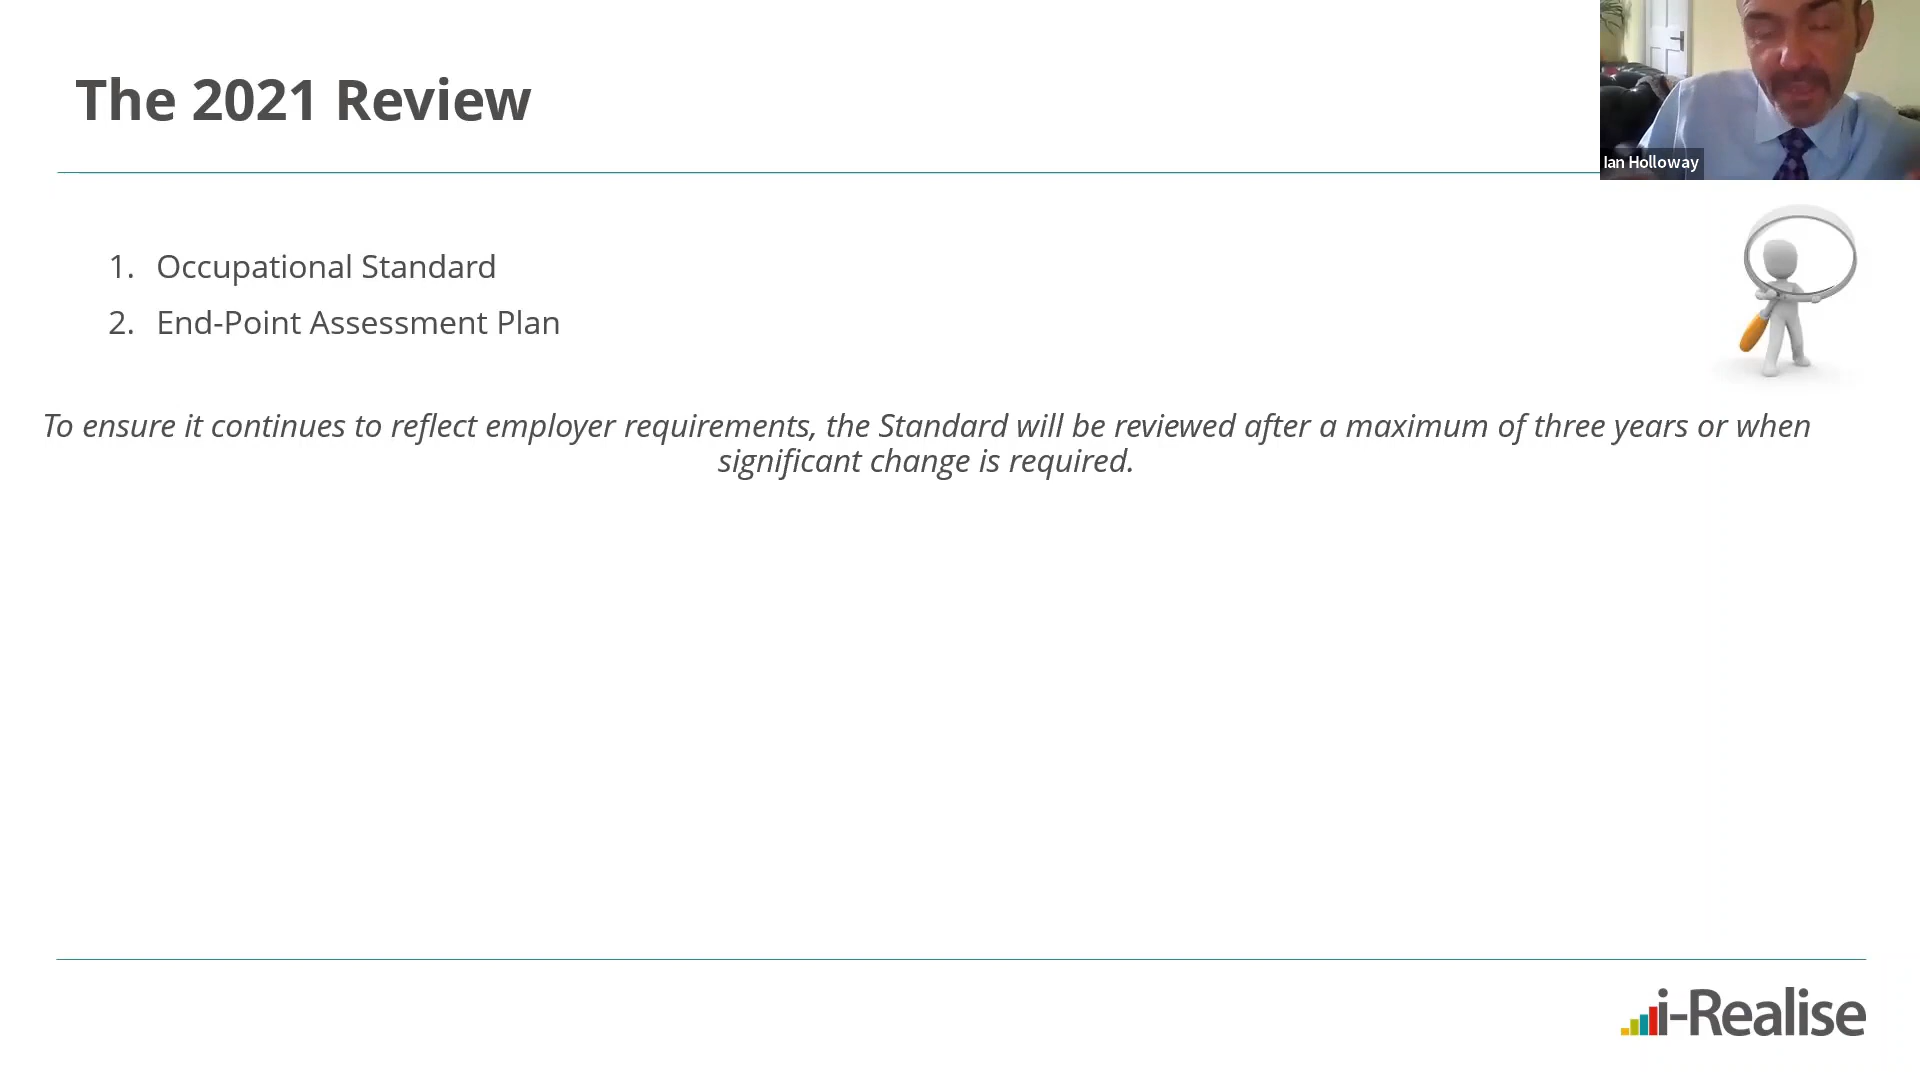 The 2021 Review
Ian Holloway
1. Occupational Standard
2. End-Point Assessment Plan
To ensure it continues to reflect employer requirements, the Standard will be reviewed after a maximum of three years or when
significant change is required.
i-Realise